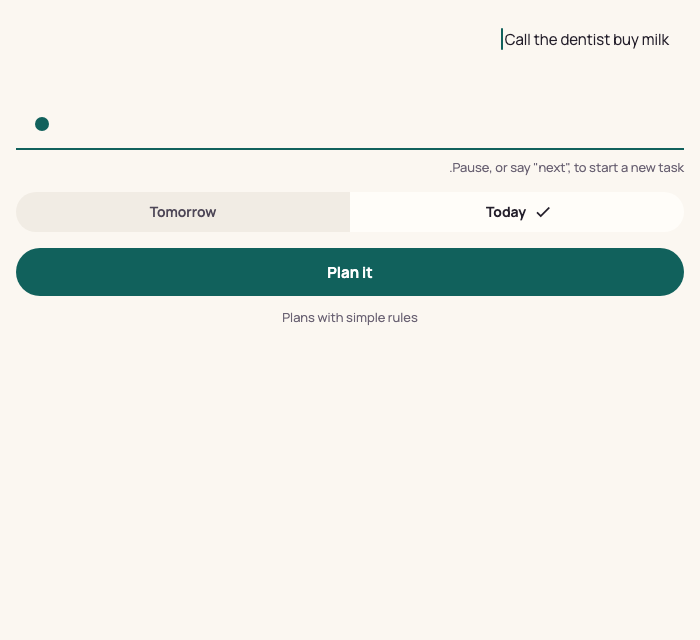 Call the dentist buy milk
.Pause, or say "next", to start a new task
Today
Tomorrow
Plan it
Plans with simple rules